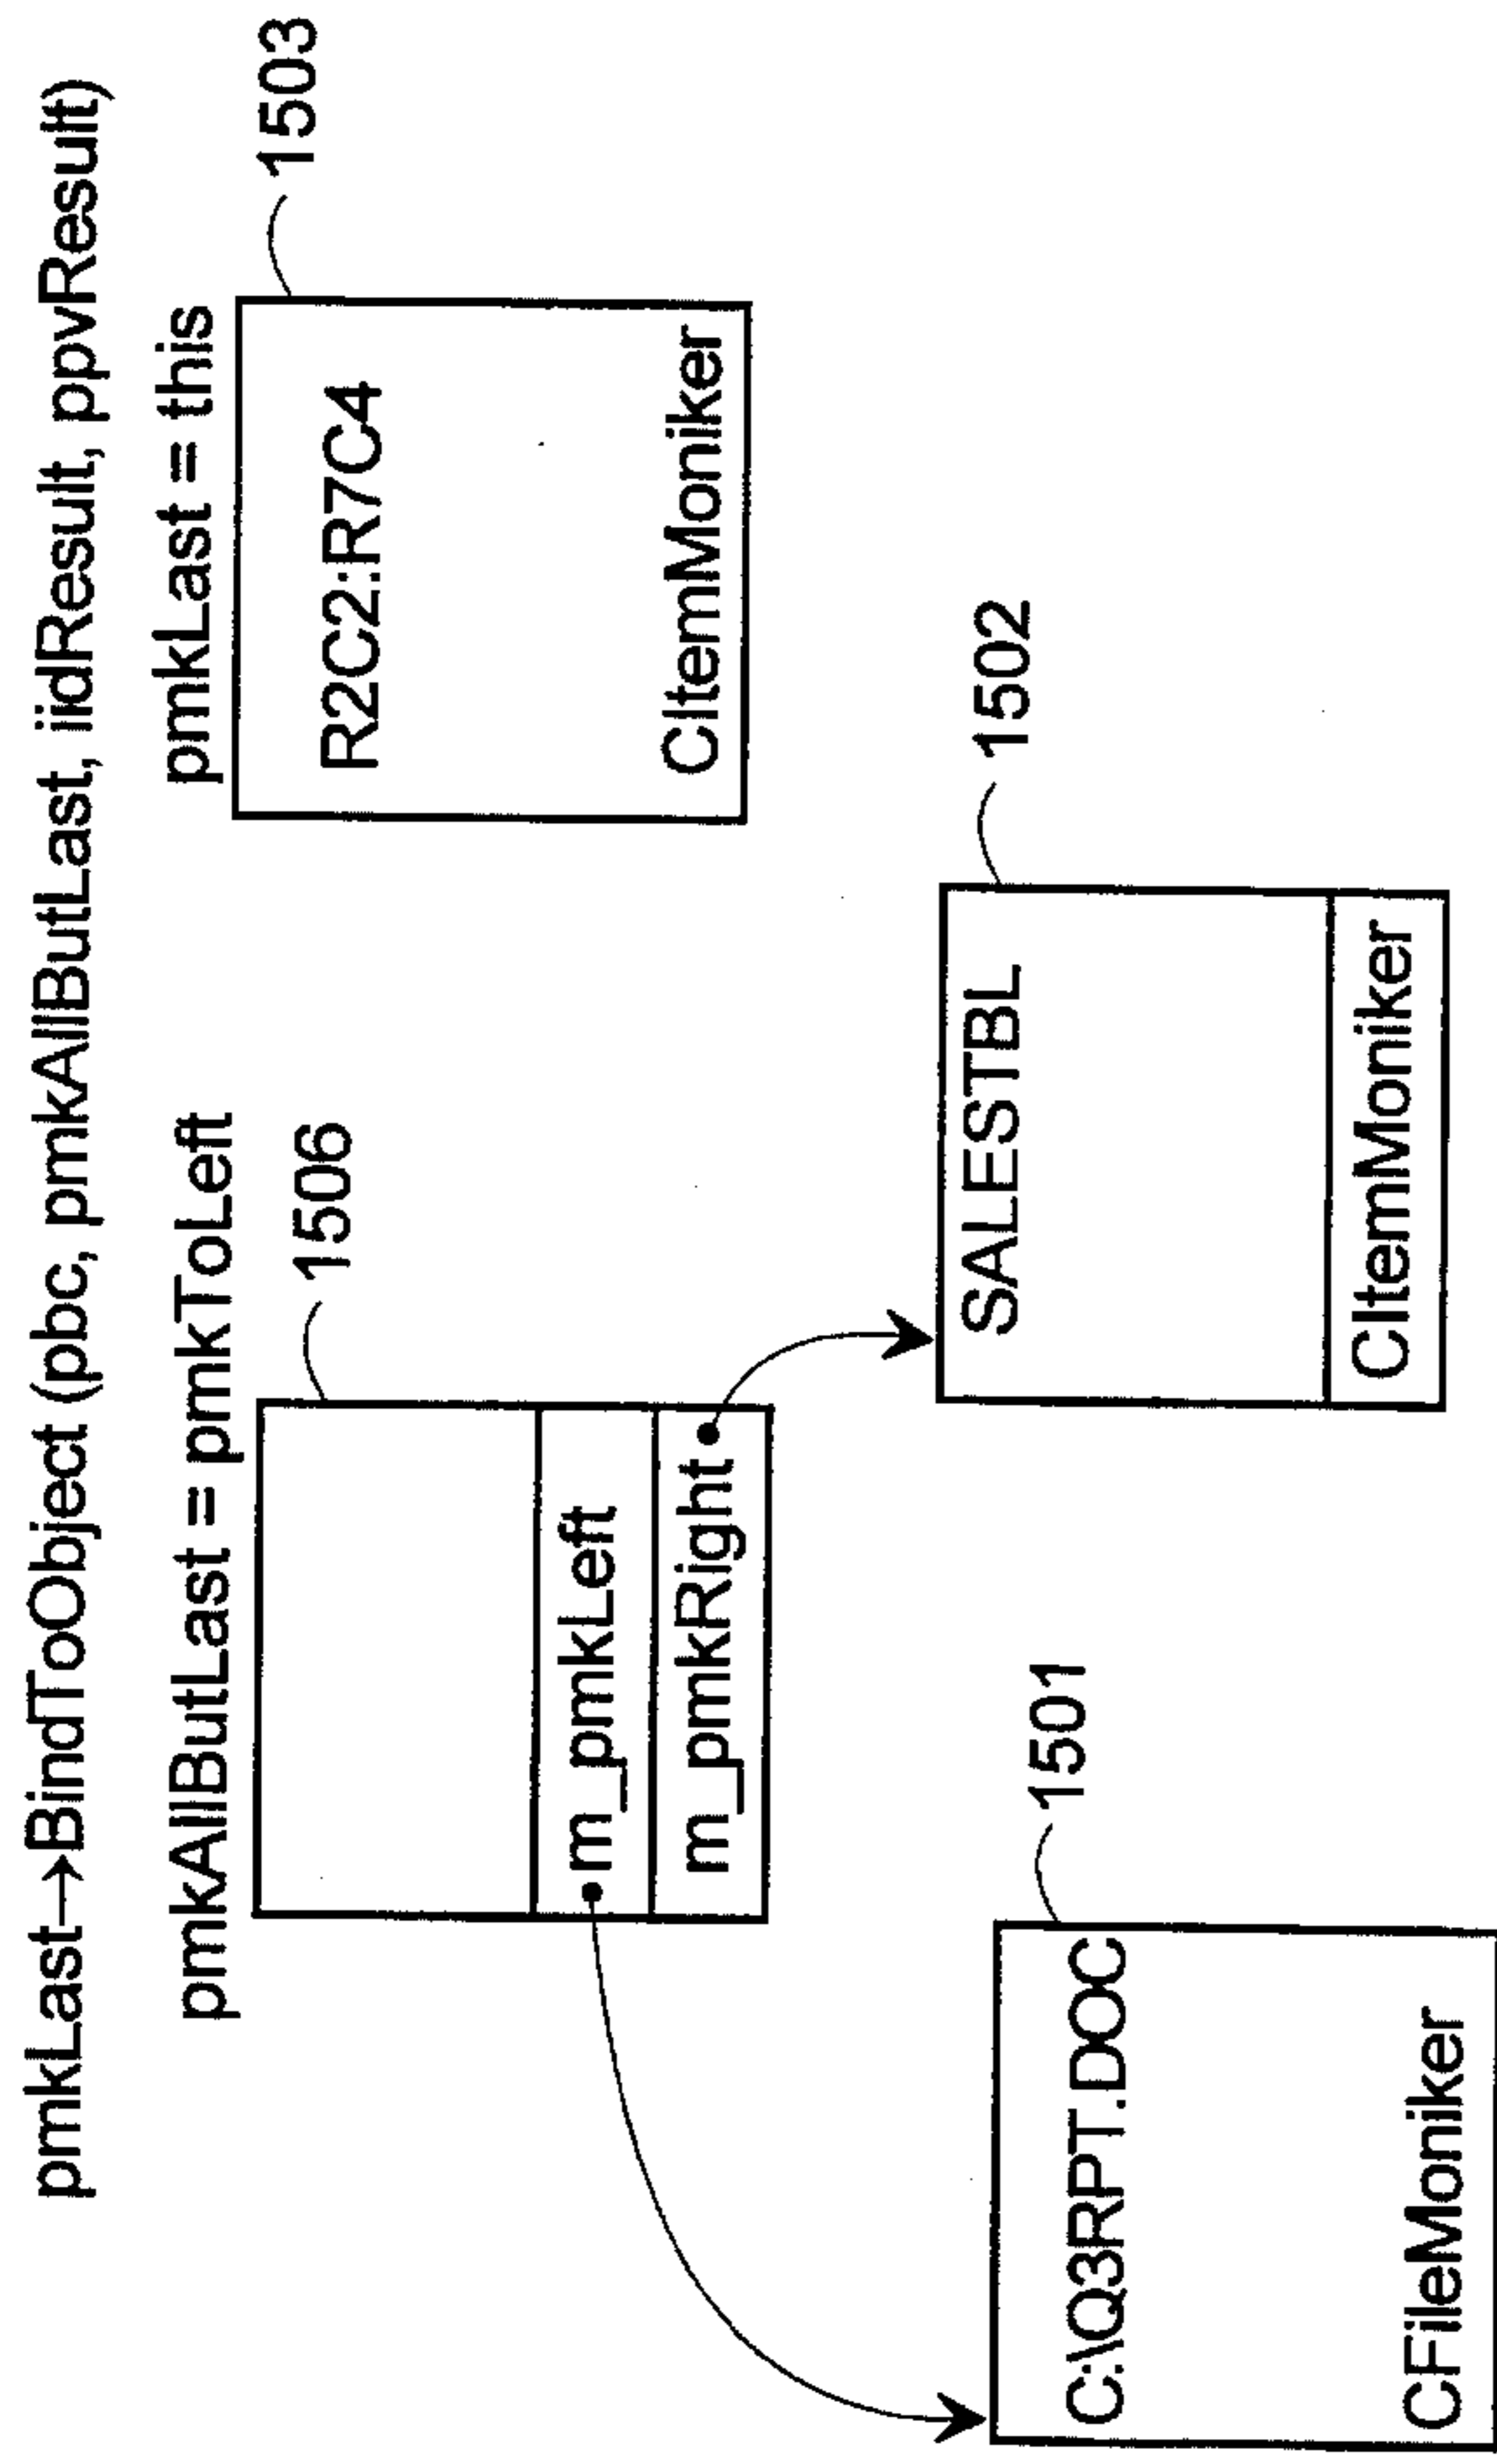 pmkLast→BindToObject (pbc, pmkAllButLast, iidResult, ppvResult)
pmkAllButLast = pmkToLeft
pmkLast = this
1506
1503
m_pmkLeft
m_pmkRight
R2C2:R7C4
CItemMoniker
1501
1502
C:\Q3RPT.DOC
CFileMoniker
SALESTBL
CItemMoniker